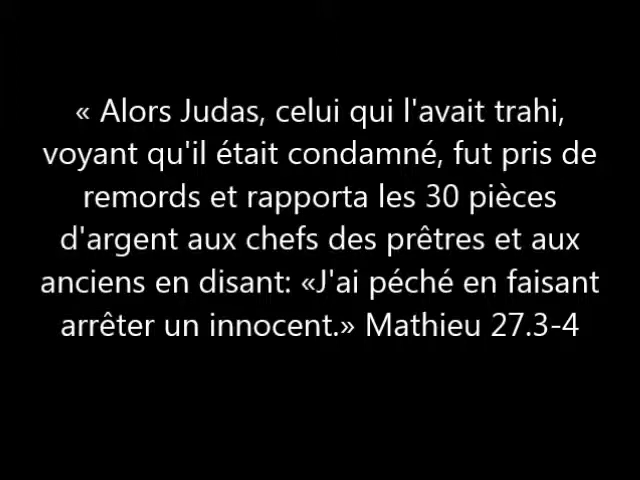 « Alors Judas, celui qui l'avait trahi,
voyant qu'il était condamné, fut pris de
remords et rapporta les 30 pièces
d'argent aux chefs des prêtres et aux
anciens en disant: «J'ai péché en faisant
arrêter un innocent.» Mathieu 27.3-4